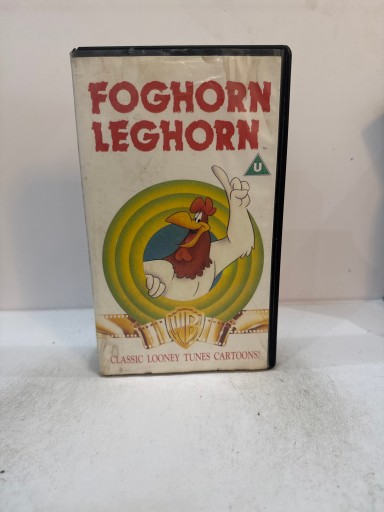 FOGHORN
LEGHORN
U
WB
CLASSIC LOONEY TUNES CARTOONS!